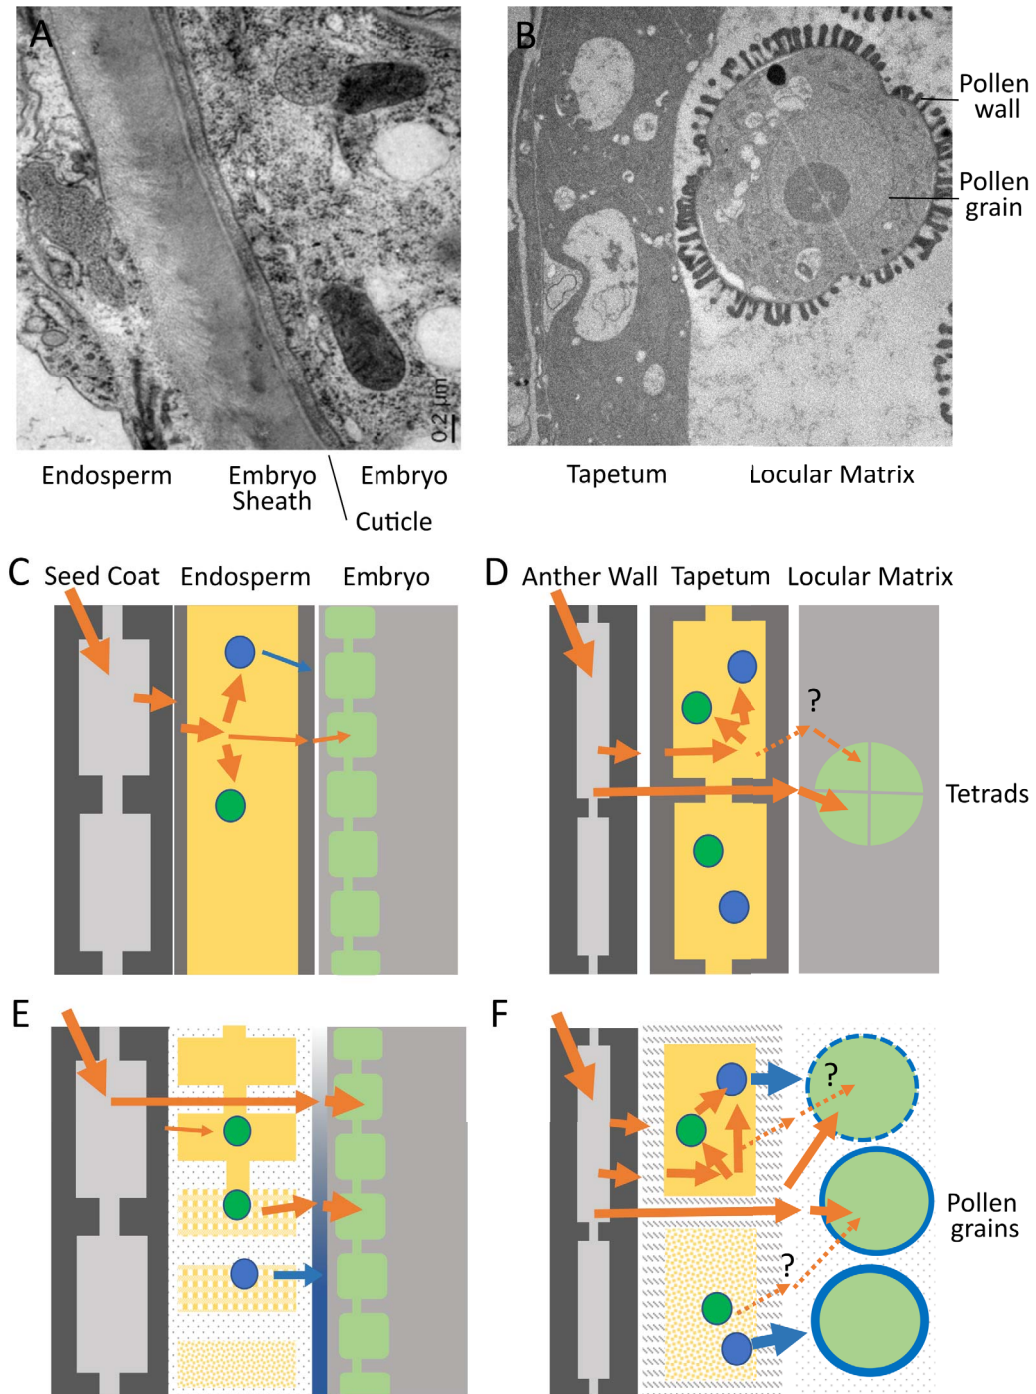 A
B
Pollen
wall
Pollen
grain
0.2 µm
Endosperm
Embryo
Sheath
Embryo
Cuticle
Tapetum
Locular Matrix
C
Seed Coat
Endosperm
Embryo
D
Anther Wall
Tapetum
Locular Matrix
?
Tetrads
E
F
?
Pollen
grains
?